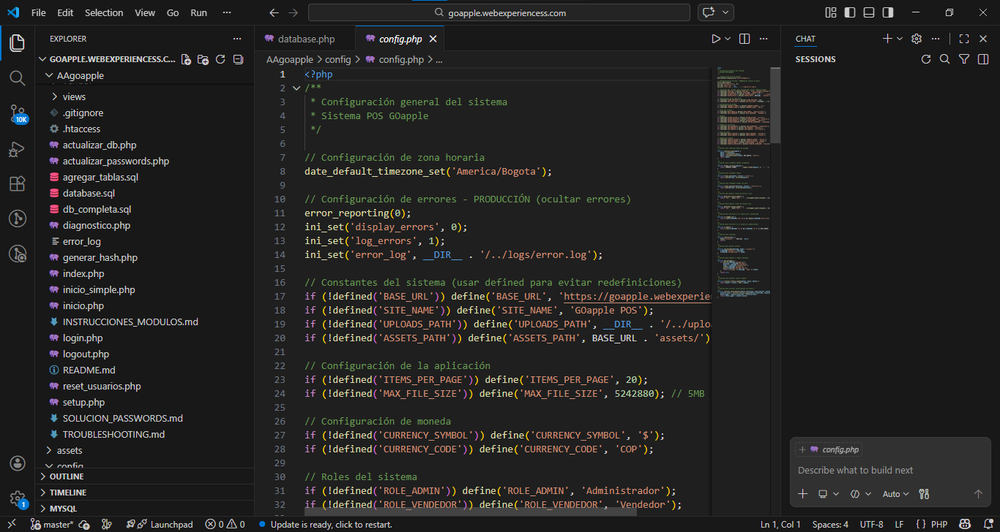 File Edit Selection View Go Run ···
goapple.webexperiencess.com
EXPLORER
GOAPPLE.WEBEXPERIENCESS.C...
AAgoapple
views
.gitignore
.htaccess
actualizar_db.php
actualizar_passwords.php
agregar_tablas.sql
database.sql
db_completa.sql
diagnostico.php
error_log
generar_hash.php
index.php
inicio_simple.php
inicio.php
INSTRUCCIONES_MODULOS.md
login.php
logout.php
README.md
reset_usuarios.php
setup.php
SOLUCION_PASSWORDS.md
TROUBLESHOOTING.md
assets
config
OUTLINE
TIMELINE
MYSQL
10K
1
database.php config.php
AAgoapple > config > config.php > ...
1 <?php
2 /**
3  * Configuración general del sistema
4  * Sistema POS GOapple
5  */
6
7 // Configuración de zona horaria
8 date_default_timezone_set('America/Bogota');
9
10 // Configuración de errores - PRODUCCIÓN (ocultar errores)
11 error_reporting(0);
12 ini_set('display_errors', 0);
13 ini_set('log_errors', 1);
14 ini_set('error_log', __DIR__ . '/../logs/error.log');
15
16 // Constantes del sistema (usar defined para evitar redefiniciones)
17 if (!defined('BASE_URL')) define('BASE_URL', 'https://goapple.webexperie
18 if (!defined('SITE_NAME')) define('SITE_NAME', 'GOapple POS');
19 if (!defined('UPLOADS_PATH')) define('UPLOADS_PATH', __DIR__ . '/../uplo
20 if (!defined('ASSETS_PATH')) define('ASSETS_PATH', BASE_URL . 'assets/')
21
22 // Configuración de la aplicación
23 if (!defined('ITEMS_PER_PAGE')) define('ITEMS_PER_PAGE', 20);
24 if (!defined('MAX_FILE_SIZE')) define('MAX_FILE_SIZE', 5242880); // 5MB
25
26 // Configuración de moneda
27 if (!defined('CURRENCY_SYMBOL')) define('CURRENCY_SYMBOL', '$');
28 if (!defined('CURRENCY_CODE')) define('CURRENCY_CODE', 'COP');
29
30 // Roles del sistema
31 if (!defined('ROLE_ADMIN')) define('ROLE_ADMIN', 'Administrador');
32 if (!defined('ROLE_VENDEDOR')) define('ROLE_VENDEDOR', 'Vendedor');
CHAT
SESSIONS
config.php
Describe what to build next
Auto
master* Launchpad 0 0 Update is ready, click to restart. Ln 1, Col 1 Spaces: 4 UTF-8 LF { } PHP